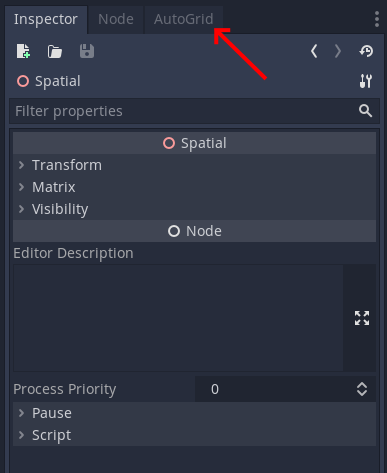 Inspector Node AutoGrid
Spatial
Filter properties
Spatial
Transform
Matrix
Visibility
Node
Editor Description
Process Priority 0
Pause
Script